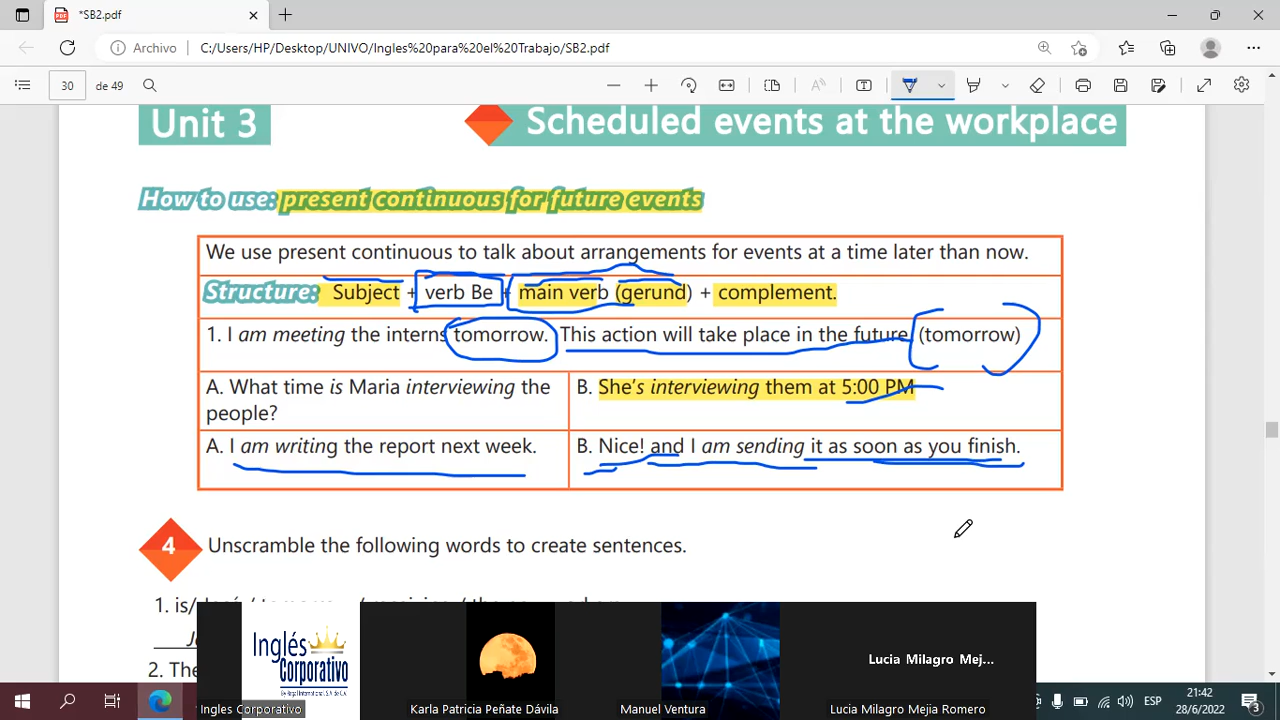 *SB2.pdf
Archivo C:/Users/HP/Desktop/UNIVO/Ingles%20para%20el%20Trabajo/SB2.pdf
30 de 49
Unit 3 Scheduled events at the workplace
How to use: present continuous for future events
We use present continuous to talk about arrangements for events at a time later than now.
Structure: Subject + verb Be + main verb (gerund) + complement.
1. I am meeting the interns tomorrow. This action will take place in the future (tomorrow)
A. What time is Maria interviewing the people?
B. She's interviewing them at 5:00 PM
A. I am writing the report next week.
B. Nice! and I am sending it as soon as you finish.
4 Unscramble the following words to create sentences.
1. is/
2. The
Inglés Corporativo
Lucia Milagro Mej...
Ingles Corporativo Karla Patricia Peñate Dávila Manuel Ventura Lucia Milagro Mejia Romero
ESP 21:42
28/6/2022 3